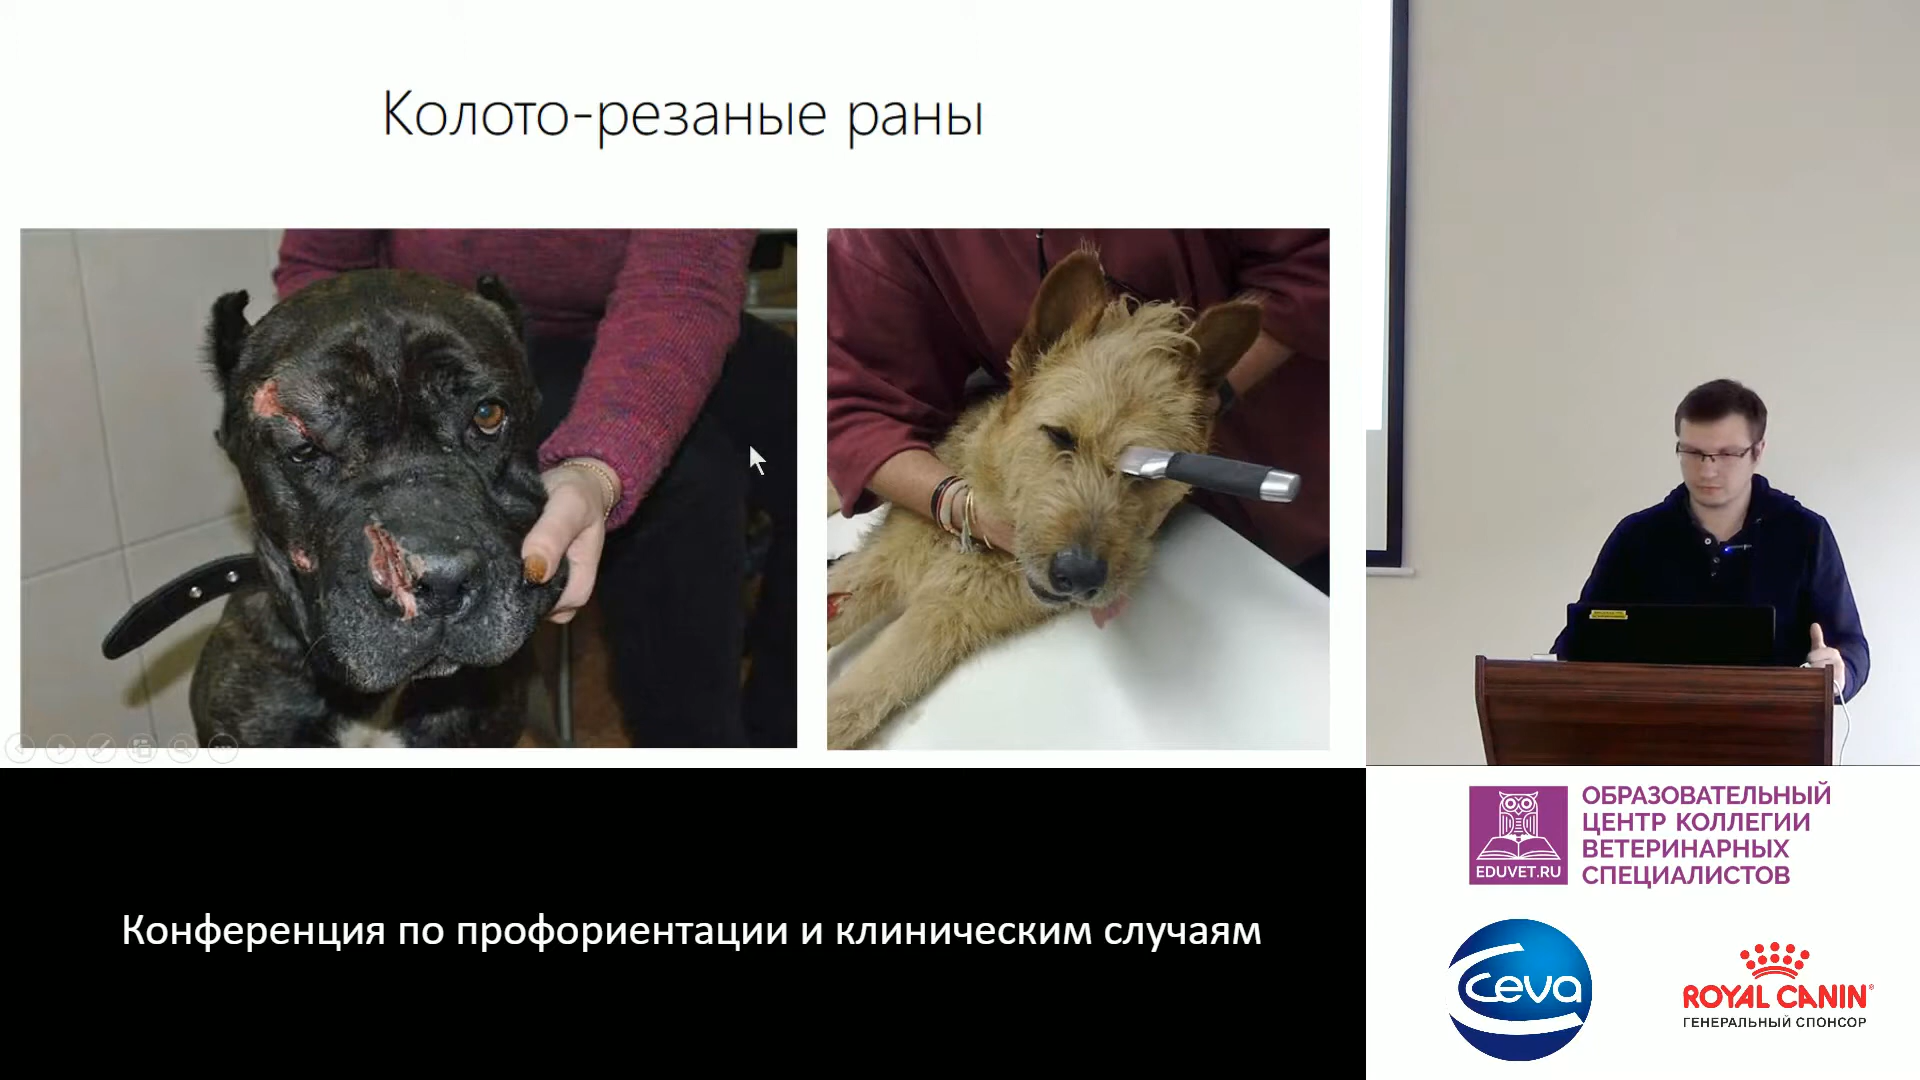 Колото-резаные раны
Конференция по профориентации и клиническим случаям
ОБРАЗОВАТЕЛЬНЫЙ
ЦЕНТР КОЛЛЕГИИ
ВЕТЕРИНАРНЫХ
СПЕЦИАЛИСТОВ
EDUVET.RU
Ceva
ROYAL CANIN®
ГЕНЕРАЛЬНЫЙ СПОНСОР